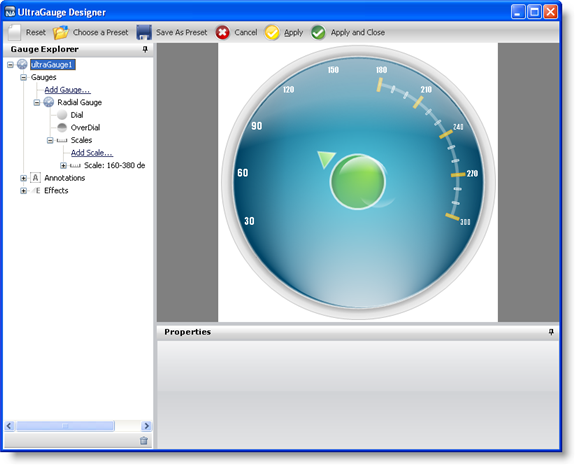 UltraGauge Designer
Reset Choose a Preset Save As Preset Cancel Apply Apply and Close
Gauge Explorer
ultraGauge1
Gauges
Add Gauge...
Radial Gauge
Dial
OverDial
Scales
Add Scale...
Scale: 160-380 de
A Annotations
E Effects
30
60
90
120
150
180
210
240
270
300
Properties